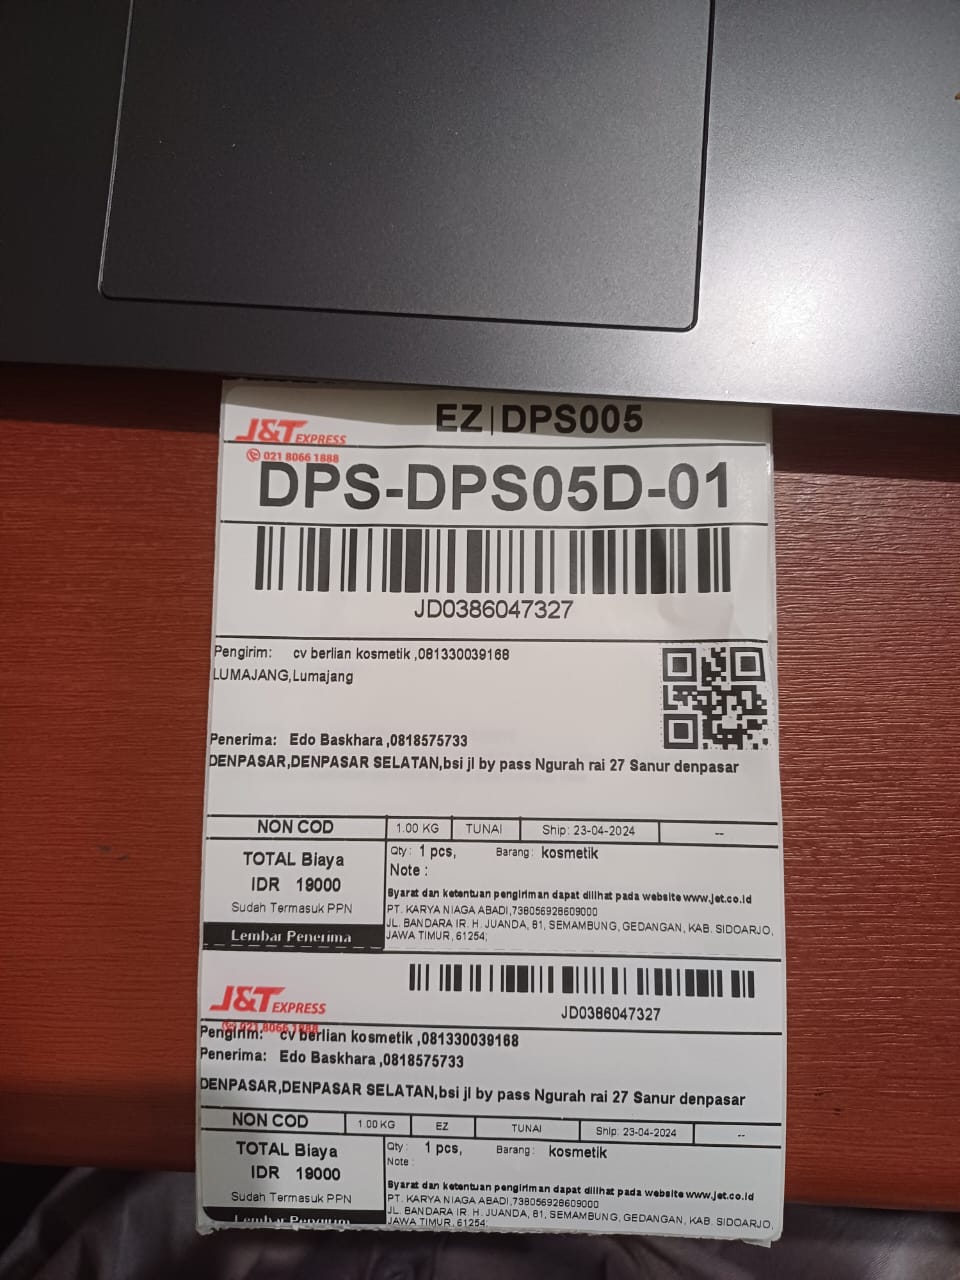 EZ|DPS005
J&T EXPRESS
021 8066 1888
DPS-DPS05D-01
JD0386047327
Pengirim: cv berlian kosmetik ,081330039168
LUMAJANG,Lumajang
Penerima: Edo Baskhara ,0818575733
DENPASAR,DENPASAR SELATAN,bsi jl by pass Ngurah rai 27 Sanur denpasar
NON COD 1.00 KG TUNAI Ship: 23-04-2024 --
TOTAL Biaya
IDR 19000
Sudah Termasuk PPN
Lembar Penerima
Qty : 1 pcs, Barang : kosmetik
Note :
Syarat dan ketentuan pengiriman dapat dilihat pada website www.jet.co.id
PT. KARYA NIAGA ABADI,738056928609000
JL. BANDARA IR. H. JUANDA, 81, SEMAMBUNG, GEDANGAN, KAB. SIDOARJO,
JAWA TIMUR, 61254;
J&T EXPRESS
021 8066 1888
JD0386047327
Pengirim: cv berlian kosmetik ,081330039168
Penerima: Edo Baskhara ,0818575733
DENPASAR,DENPASAR SELATAN,bsi jl by pass Ngurah rai 27 Sanur denpasar
NON COD 1.00 KG EZ TUNAI Ship: 23-04-2024 --
TOTAL Biaya
IDR 19000
Sudah Termasuk PPN
Lembar Pengirim
Qty : 1 pcs, Barang : kosmetik
Note :
Syarat dan ketentuan pengiriman dapat dilihat pada website www.jet.co.id
PT. KARYA NIAGA ABADI,738056928609000
JL. BANDARA IR. H. JUANDA, 81, SEMAMBUNG, GEDANGAN, KAB. SIDOARJO,
JAWA TIMUR, 61254;